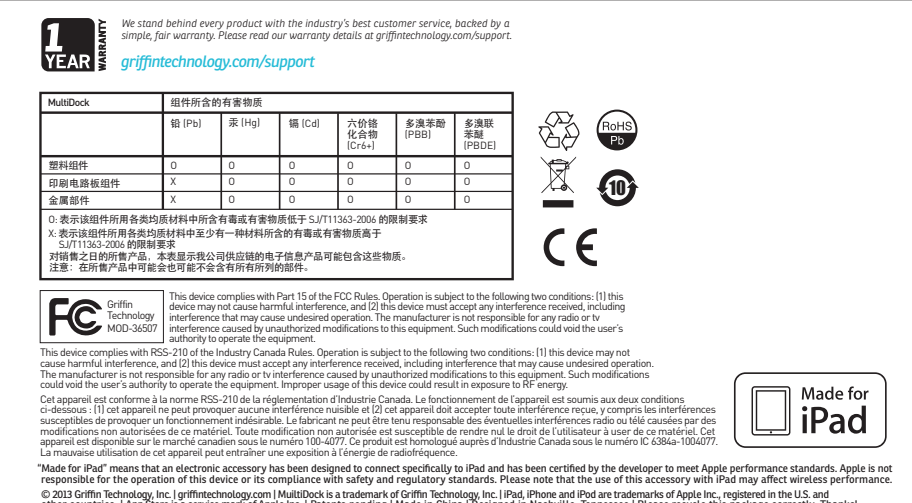 1
YEAR
WARRANTY
We stand behind every product with the industry's best customer service, backed by a
simple, fair warranty. Please read our warranty details at griffintechnology.com/support.
griffintechnology.com/support
MultiDock 组件所含的有害物质
铅 (Pb) 汞 (Hg) 镉 (Cd) 六价铬化合物 (Cr6+) 多溴苯酚 (PBB) 多溴联苯醚 (PBDE)
塑料组件 O O O O O O
印刷电路板组件 X O O O O O
金属部件 X O O O O O
O: 表示该组件所用各类均质材料中所含有毒或有害物质低于 SJ/T11363-2006 的限制要求
X: 表示该组件所用各类均质材料中至少有一种材料所含的有毒或有害物质高于
SJ/T11363-2006 的限制要求
对销售之日的所售产品，本表显示我公司供应链的电子信息产品可能包含这些物质。
注意：在所售产品中可能会也可能不会含有所有所列的部件。
RoHS
Pb
10
CE
FC
Griffin
Technology
MOD-36507
This device complies with Part 15 of the FCC Rules. Operation is subject to the following two conditions: (1) this
device may not cause harmful interference, and (2) this device must accept any interference received, including
interference that may cause undesired operation. The manufacturer is not responsible for any radio or tv
interference caused by unauthorized modifications to this equipment. Such modifications could void the user's
authority to operate the equipment.
This device complies with RSS-210 of the Industry Canada Rules. Operation is subject to the following two conditions: (1) this device may not
cause harmful interference, and (2) this device must accept any interference received, including interference that may cause undesired operation.
The manufacturer is not responsible for any radio or tv interference caused by unauthorized modifications to this equipment. Such modifications
could void the user's authority to operate the equipment. Improper usage of this device could result in exposure to RF energy.
Cet appareil est conforme à la norme RSS-210 de la réglementation d'Industrie Canada. Le fonctionnement de l'appareil est soumis aux deux conditions
ci-dessous : (1) cet appareil ne peut provoquer aucune interférence nuisible et (2) cet appareil doit accepter toute interférence reçue, y compris les interférences
susceptibles de provoquer un fonctionnement indésirable. Le fabricant ne peut être tenu responsable des éventuelles interférences radio ou télé causées par des
modifications non autorisées de ce matériel. Toute modification non autorisée est susceptible de rendre nul le droit de l'utilisateur à user de ce matériel. Cet
appareil est disponible sur le marché canadien sous le numéro 100-4077. Ce produit est homologué auprès d'Industrie Canada sous le numéro IC 6384a-1004077.
La mauvaise utilisation de cet appareil peut entraîner une exposition à l'énergie de radiofréquence.
Made for
iPad
"Made for iPad" means that an electronic accessory has been designed to connect specifically to iPad and has been certified by the developer to meet Apple performance standards. Apple is not
responsible for the operation of this device or its compliance with safety and regulatory standards. Please note that the use of this accessory with iPad may affect wireless performance.
© 2013 Griffin Technology, Inc. | griffintechnology.com | MultiDock is a trademark of Griffin Technology, Inc. | iPad, iPhone and iPod are trademarks of Apple Inc., registered in the U.S. and